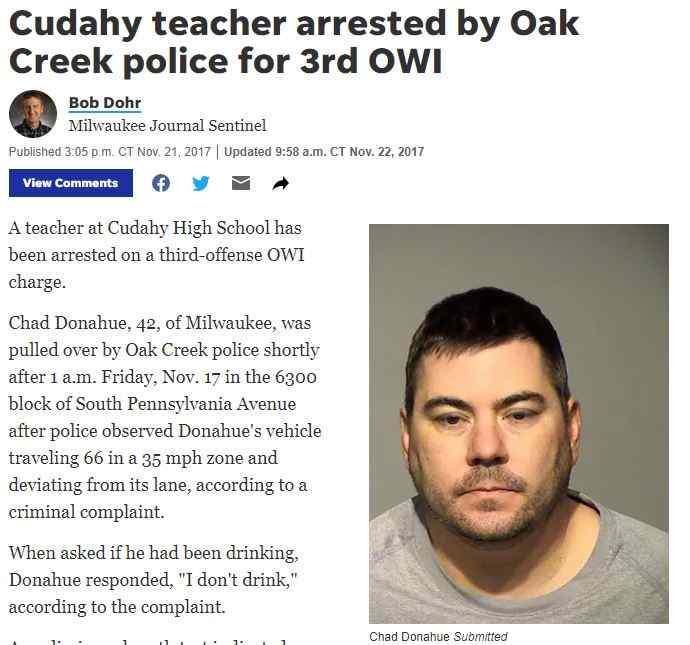 Cudahy teacher arrested by Oak
Creek police for 3rd OWI
Bob Dohr
Milwaukee Journal Sentinel
Published 3:05 p.m. CT Nov. 21, 2017 | Updated 9:58 a.m. CT Nov. 22, 2017
View Comments
A teacher at Cudahy High School has
been arrested on a third-offense OWI
charge.
Chad Donahue, 42, of Milwaukee, was
pulled over by Oak Creek police shortly
after 1 a.m. Friday, Nov. 17 in the 6300
block of South Pennsylvania Avenue
after police observed Donahue's vehicle
traveling 66 in a 35 mph zone and
deviating from its lane, according to a
criminal complaint.
When asked if he had been drinking,
Donahue responded, "I don't drink,"
according to the complaint.
Chad Donahue Submitted